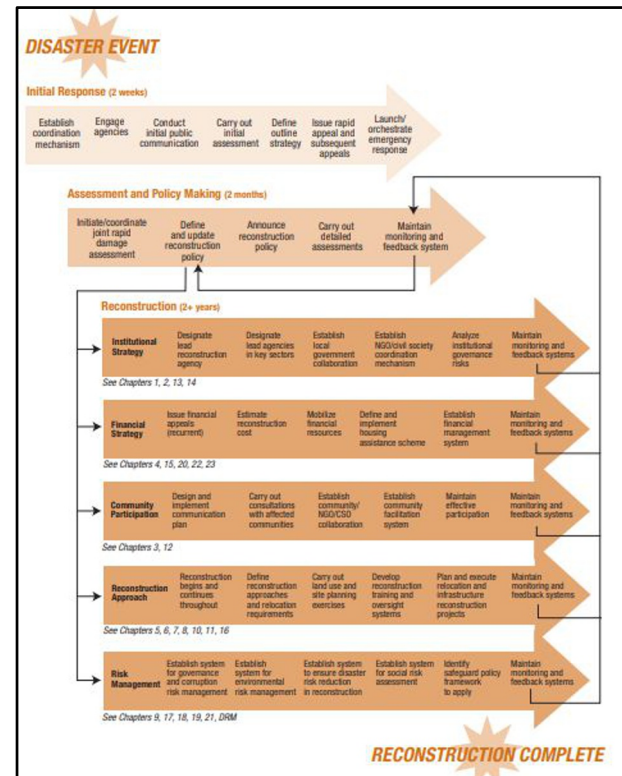 DISASTER EVENT
Initial Response (2 weeks)
Establish
coordination
mechanism
Engage
agencies
Conduct
initial public
communication
Carry out
initial
assessment
Define
outline
strategy
Issue rapid
appeal and
subsequent
appeals
Launch/
orchestrate
emergency
response
Assessment and Policy Making (2 months)
Initiate/coordinate
joint rapid
damage
assessment
Define
and update
reconstruction
policy
Announce
reconstruction
policy
Carry out
detailed
assessments
Maintain
monitoring and
feedback system
Reconstruction (2+ years)
Institutional
Strategy
Designate
lead
reconstruction
agency
Designate
lead agencies
in key sectors
Establish
local
government
collaboration
Establish
NGO/civil society
coordination
mechanism
Analyze
institutional
governance
risks
Maintain
monitoring and
feedback systems
See Chapters 1, 2, 13, 14
Financial
Strategy
Issue financial
appeals
(recurrent)
Estimate
reconstruction
cost
Mobilize
financial
resources
Define and
implement
housing
assistance scheme
Establish
financial
management
system
Maintain
monitoring and
feedback systems
See Chapters 4, 15, 20, 22, 23
Community
Participation
Design and
implement
communication
plan
Carry out
consultations
with affected
communities
Establish
community/
NGO/CSO
collaboration
Establish
community
facilitation
system
Maintain
effective
participation
Maintain
monitoring and
feedback systems
See Chapters 3, 12
Reconstruction
Approach
Reconstruction
begins and
continues
throughout
Define
reconstruction
approaches
and relocation
requirements
Carry out
land use and
site planning
exercises
Develop
reconstruction
training and
oversight
systems
Plan and execute
relocation and
infrastructure
reconstruction
projects
Maintain
monitoring and
feedback systems
See Chapters 5, 6, 7, 8, 10, 11, 16
Risk
Management
Establish system
for governance
and corruption
risk management
Establish
system for
environmental
risk management
Establish system
to ensure disaster
risk reduction
in reconstruction
Establish system
for social risk
assessment
Identify
safeguard policy
framework
to apply
Maintain
monitoring and
feedback systems
See Chapters 9, 17, 18, 19, 21, DRM
RECONSTRUCTION COMPLETE